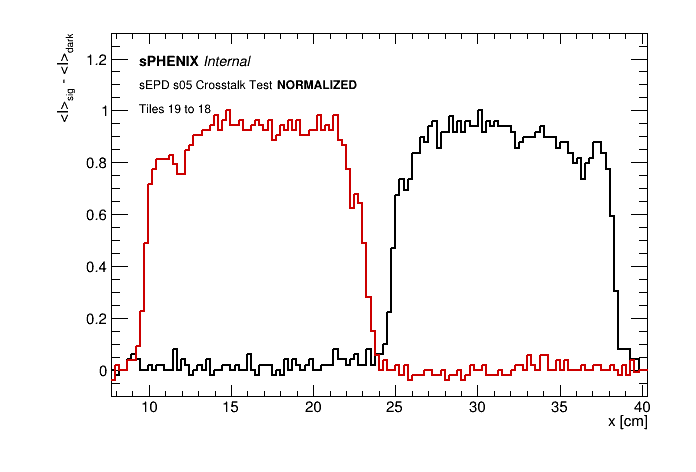 <I>sig - <I>dark
1.2
sPHENIX Internal
sEPD s05 Crosstalk Test NORMALIZED
Tiles 19 to 18
1
0.8
0.6
0.4
0.2
0
10 15 20 25 30 35 40
x [cm]